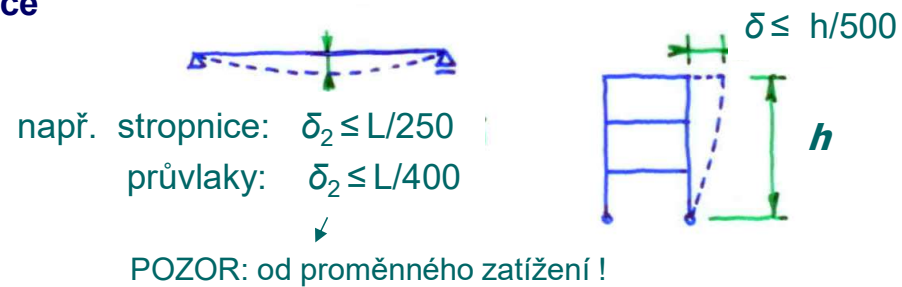 ce
δ ≤ h/500
např. stropnice: δ₂ ≤ L/250
h
průvlaky: δ₂ ≤ L/400
POZOR: od proměnného zatížení !